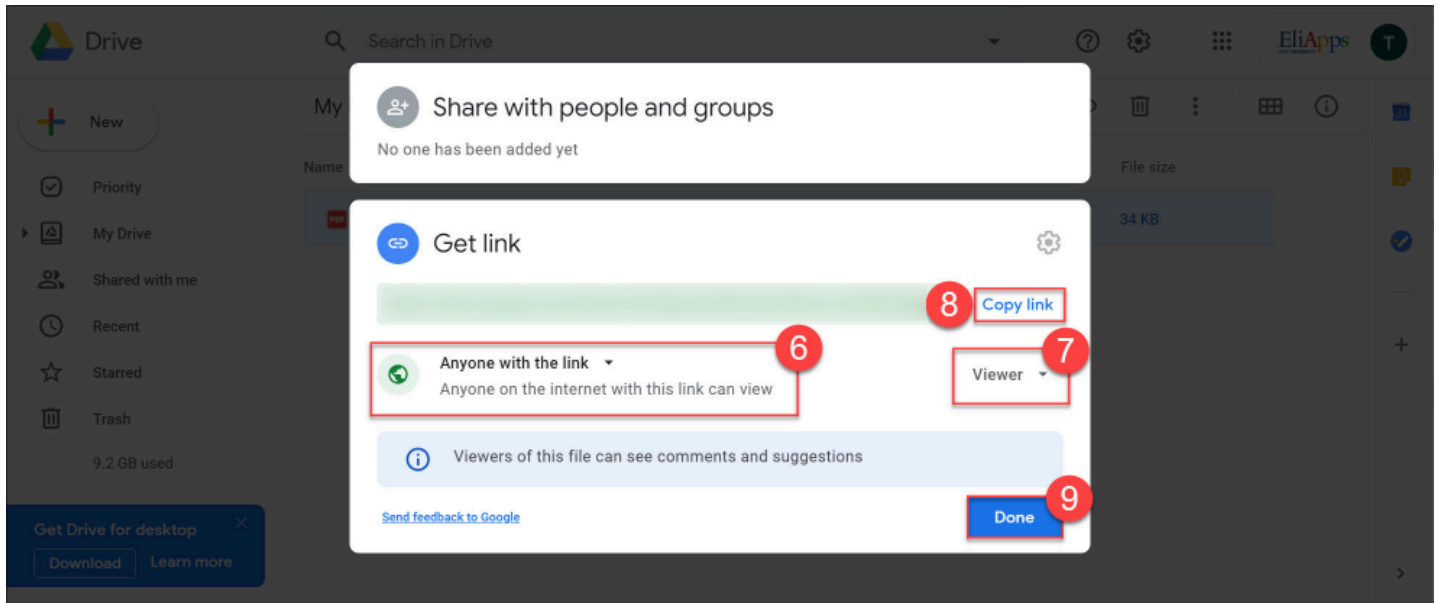 Drive
Search in Drive
EliApps
T
New
My
Share with people and groups
No one has been added yet
Name
File size
Priority
PDF
34 KB
My Drive
Get link
Shared with me
8
Copy link
Recent
6
7
Anyone with the link
Viewer
Anyone on the internet with this link can view
Starred
Trash
9.2 GB used
Viewers of this file can see comments and suggestions
9
Send feedback to Google
Done
Get Drive for desktop
Download
Learn more